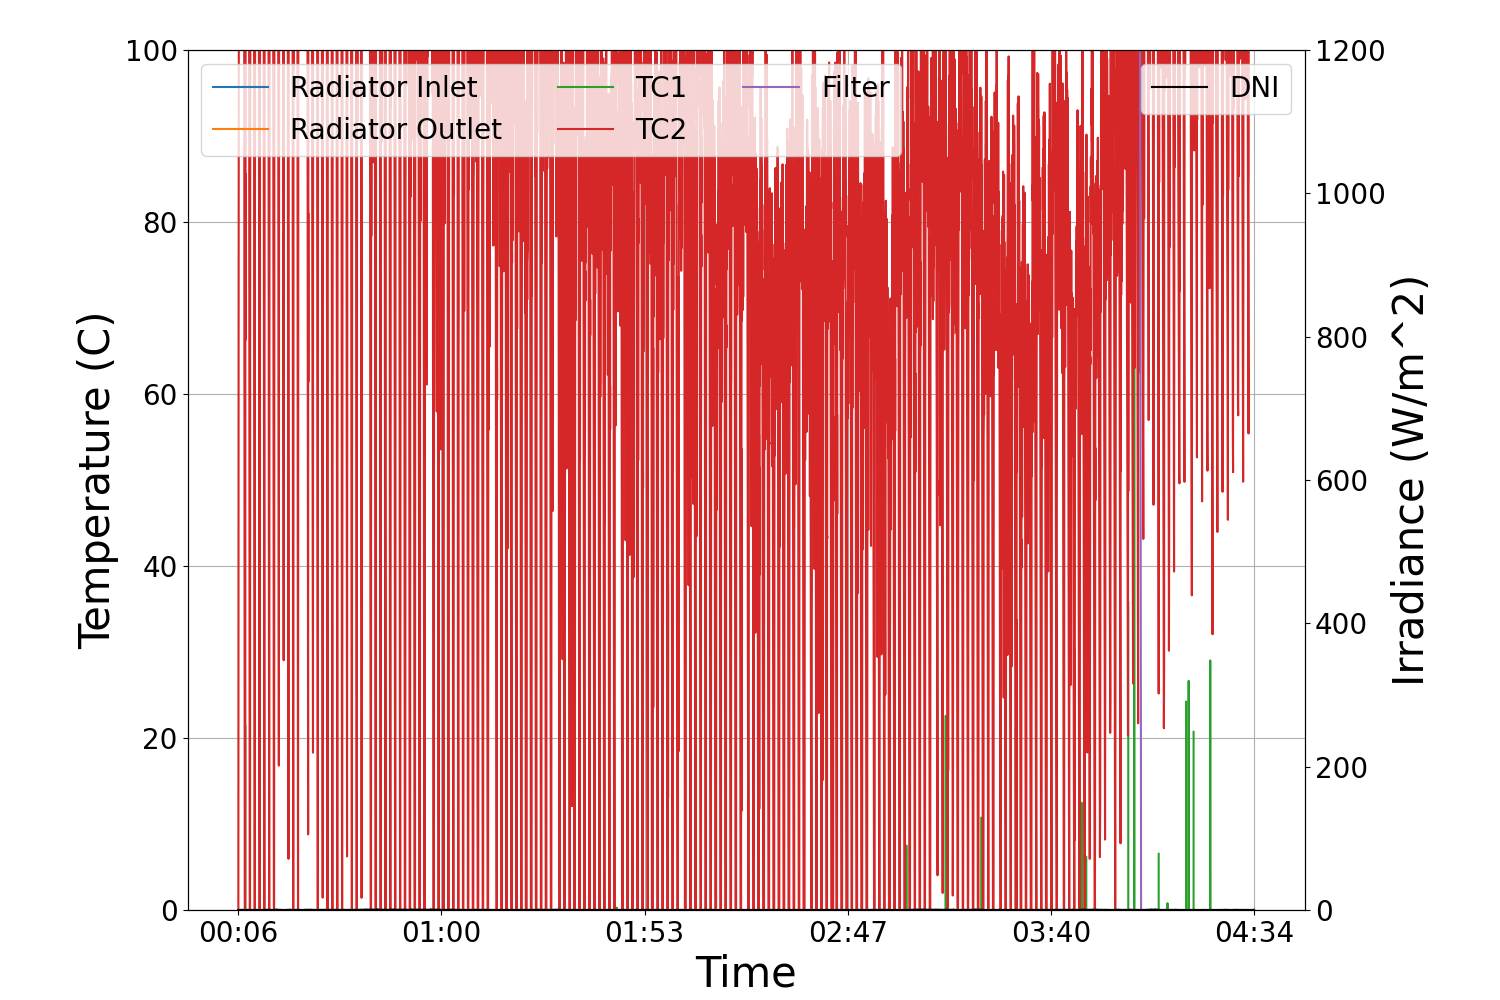 100
80
60
40
20
0
Temperature (C)
Radiator Inlet
Radiator Outlet
TC1
TC2
Filter
DNI
1200
1000
800
600
400
200
0
Irradiance (W/m^2)
00:06
01:00
01:53
02:47
03:40
04:34
Time